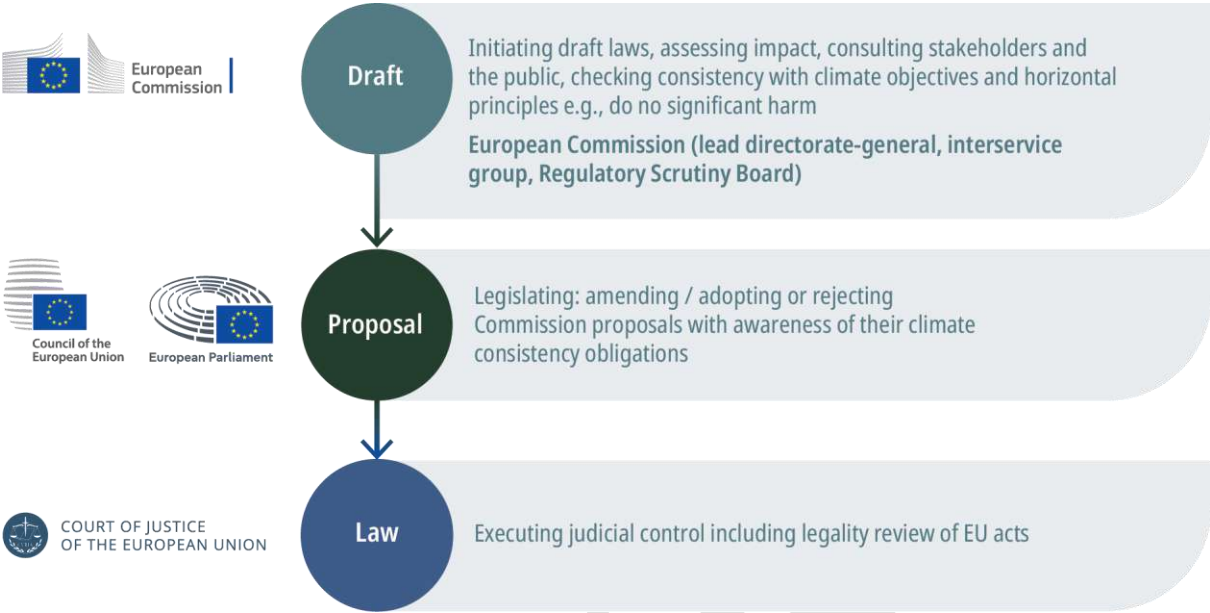 European
Commission
Draft
Initiating draft laws, assessing impact, consulting stakeholders and
the public, checking consistency with climate objectives and horizontal
principles e.g., do no significant harm
European Commission (lead directorate-general, interservice
group, Regulatory Scrutiny Board)
Council of the
European Union
European Parliament
Proposal
Legislating: amending / adopting or rejecting
Commission proposals with awareness of their climate
consistency obligations
COURT OF JUSTICE
OF THE EUROPEAN UNION
Law
Executing judicial control including legality review of EU acts